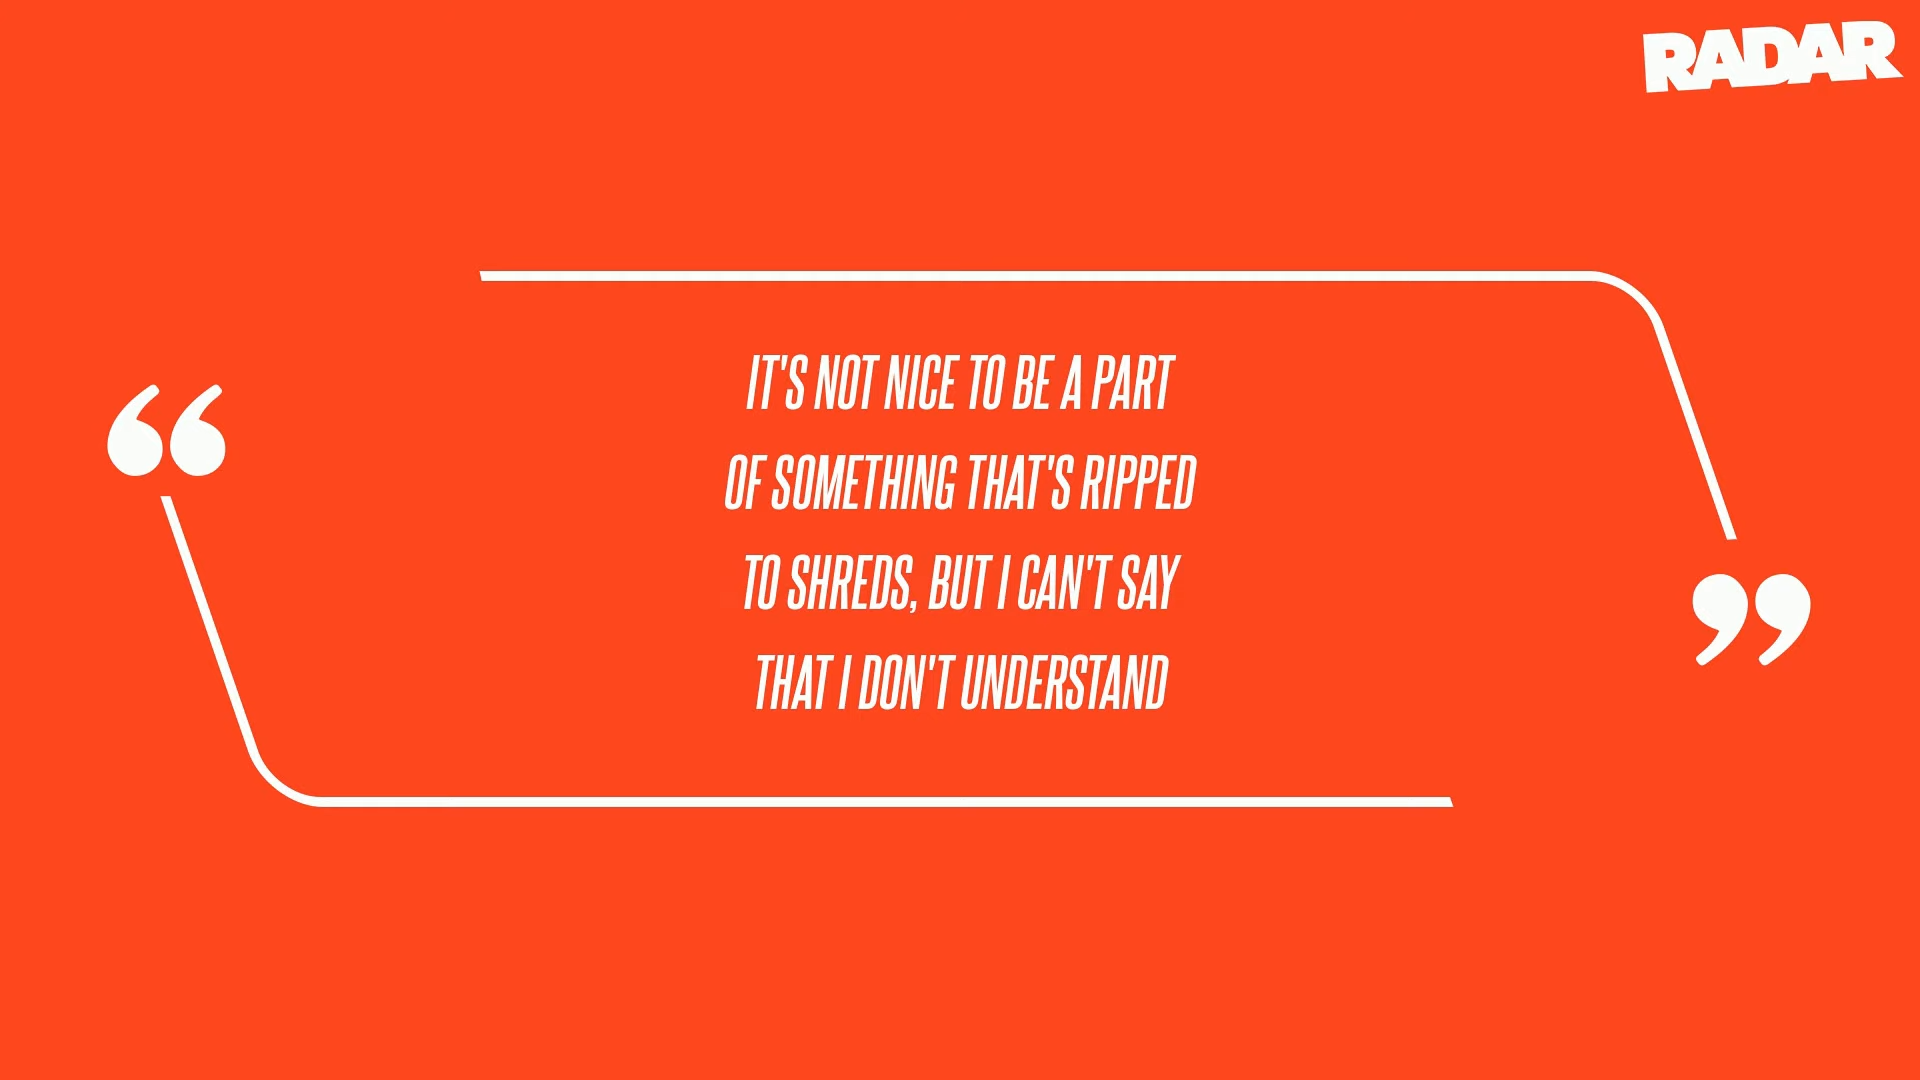 RADAR
IT'S NOT NICE TO BE A PART
OF SOMETHING THAT'S RIPPED
TO SHREDS, BUT I CAN'T SAY
THAT I DON'T UNDERSTAND